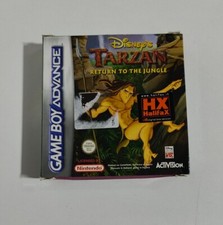 GAME BOY ADVANCE
Disney's
TARZAN
RETURN TO THE JUNGLE
HX
Halifax
Nintendo
ACTIVISION